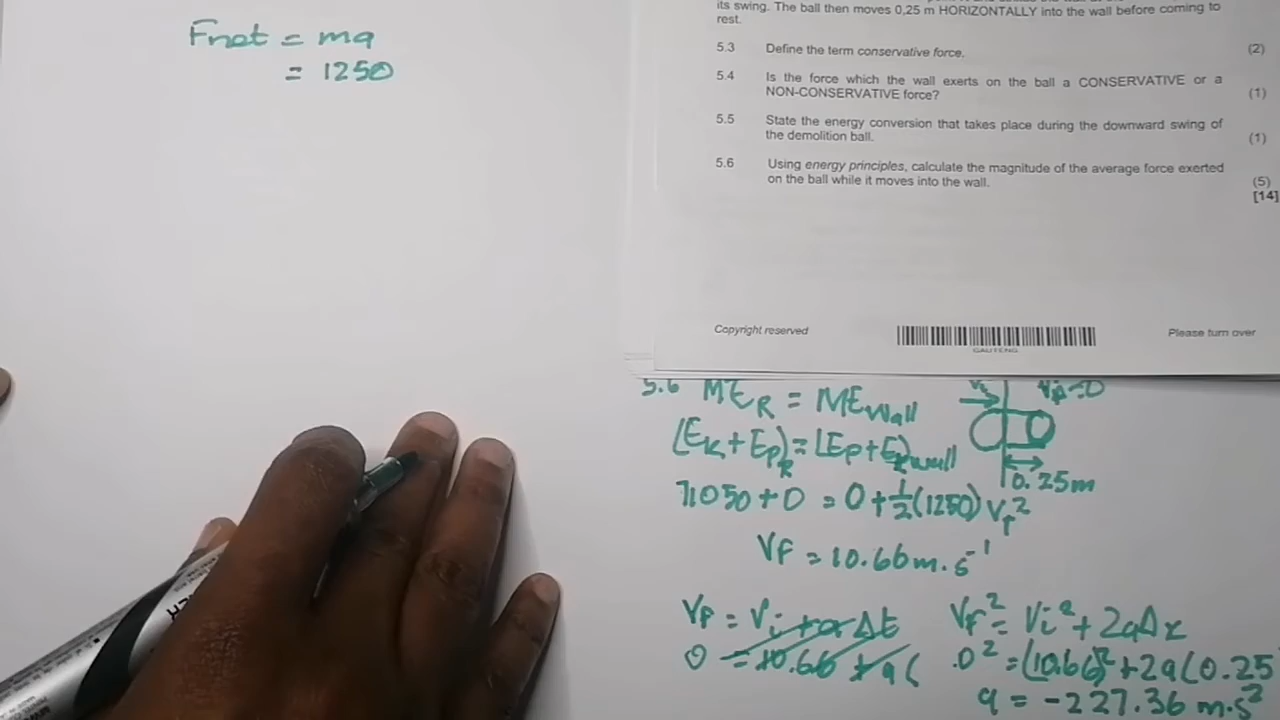 Fnet = ma
= 1250
its swing. The ball then moves 0,25 m HORIZONTALLY into the wall before coming to
rest.
5.3 Define the term conservative force. (2)
5.4 Is the force which the wall exerts on the ball a CONSERVATIVE or a
NON-CONSERVATIVE force? (1)
5.5 State the energy conversion that takes place during the downward swing of
the demolition ball. (1)
5.6 Using energy principles, calculate the magnitude of the average force exerted
on the ball while it moves into the wall. (5)
[14]
Copyright reserved Please turn over
GAUTENG
5.6 MER = MEwall
(Ek+Ep)R = (Ep+Ek)wall
0.25m
71050+0 = 0+1/2(1250)Vf²
Vf = 10.66m.s⁻¹
Vf = Vi + aΔt
0 = 10.66 + a(
Vf² = Vi² + 2aΔx
0² = (10.66)² + 2a(0.25
a = -227.36 m.s²